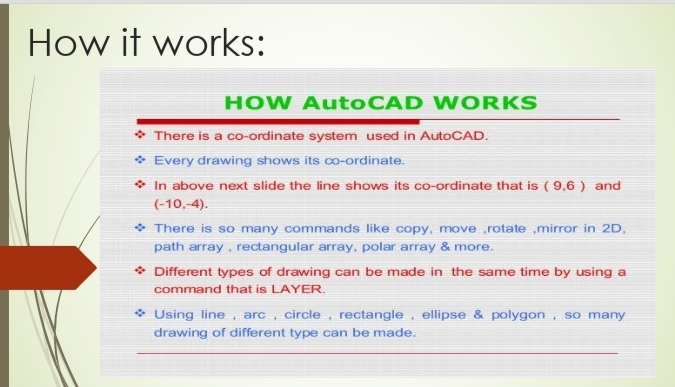 How it works:
HOW AutoCAD WORKS
There is a co-ordinate system used in AutoCAD.
Every drawing shows its co-ordinate.
In above next slide the line shows its co-ordinate that is ( 9,6 ) and
(-10,-4).
There is so many commands like copy, move ,rotate ,mirror in 2D,
path array , rectangular array, polar array & more.
Different types of drawing can be made in the same time by using a
command that is LAYER.
Using line , arc , circle , rectangle , ellipse & polygon , so many
drawing of different type can be made.